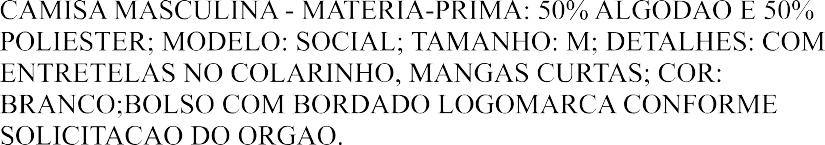 CAMISA MASCULINA - MATERIA-PRIMA: 50% ALGODAO E 50%
POLIESTER; MODELO: SOCIAL; TAMANHO: M; DETALHES: COM
ENTRETELAS NO COLARINHO, MANGAS CURTAS; COR:
BRANCO;BOLSO COM BORDADO LOGOMARCA CONFORME
SOLICITACAO DO ORGAO.